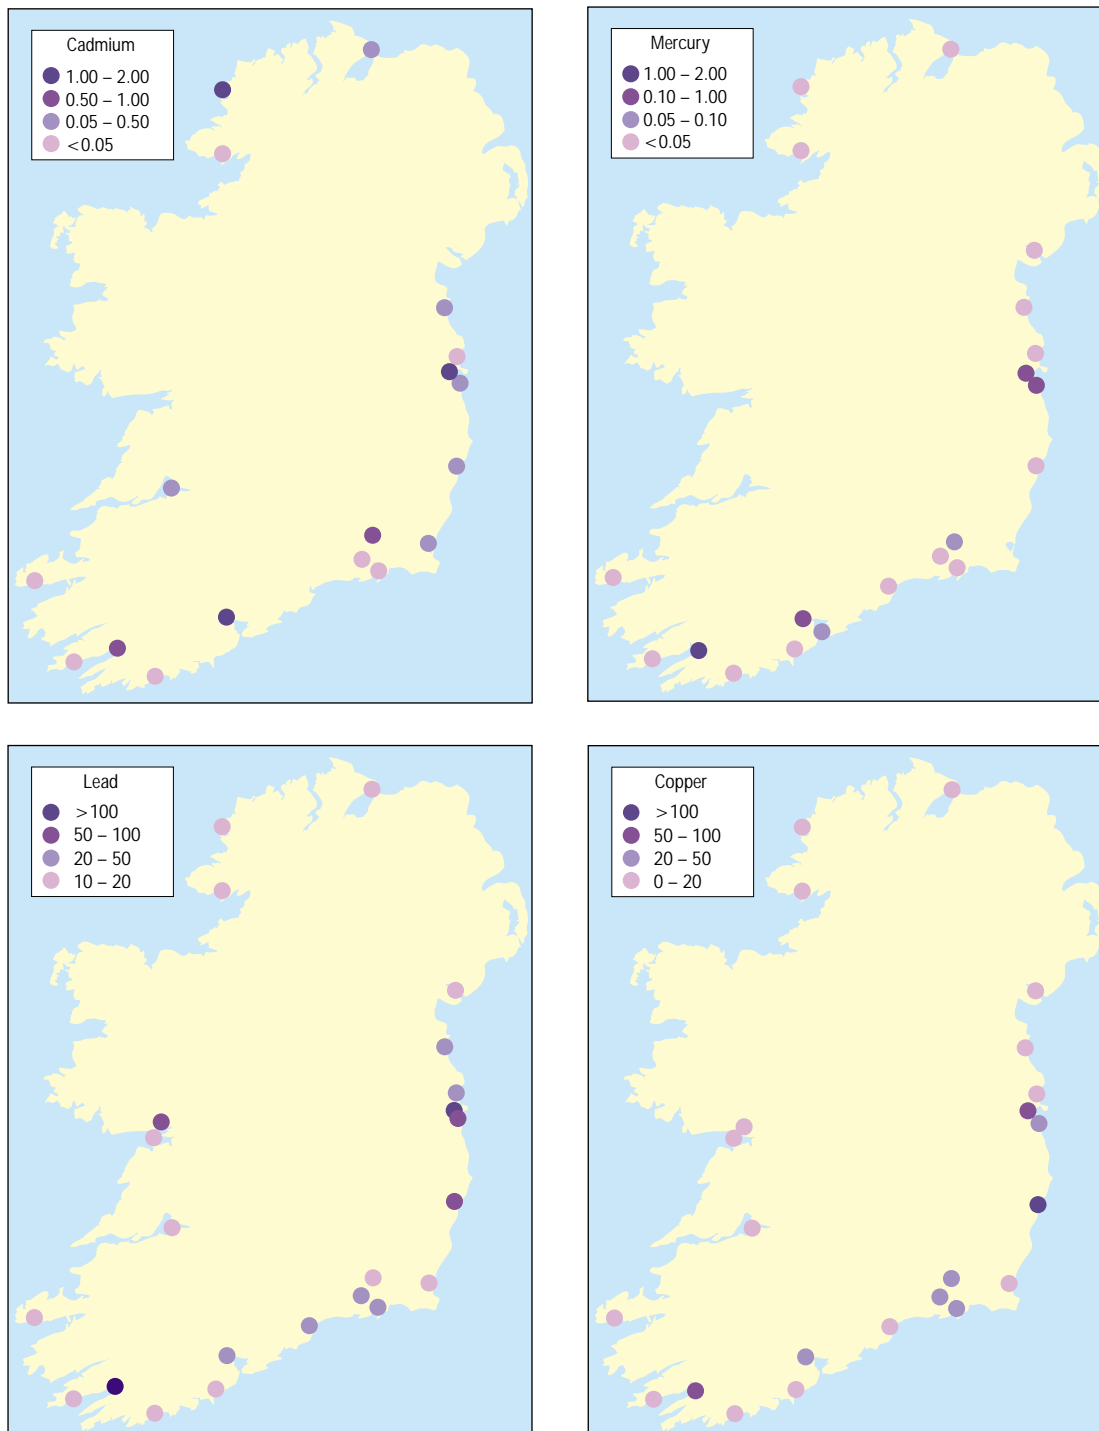 Cadmium
1.00 – 2.00
0.50 – 1.00
0.05 – 0.50
<0.05
Mercury
1.00 – 2.00
0.10 – 1.00
0.05 – 0.10
<0.05
Lead
>100
50 – 100
20 – 50
10 – 20
Copper
>100
50 – 100
20 – 50
0 – 20